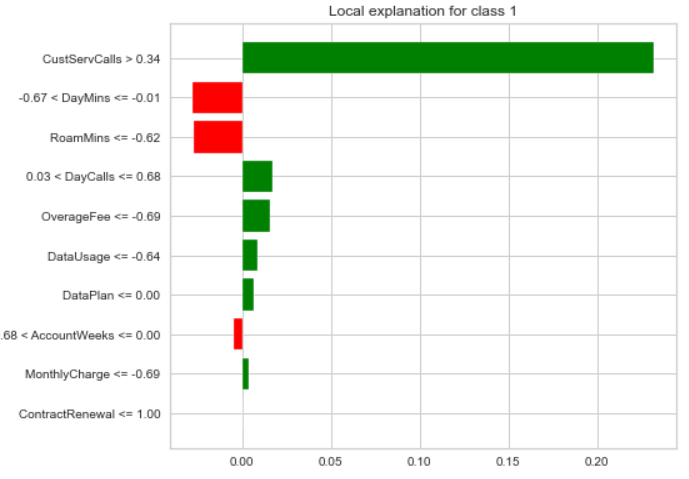 Local explanation for class 1
CustServCalls > 0.34
-0.67 < DayMins <= -0.01
RoamMins <= -0.62
0.03 < DayCalls <= 0.68
OverageFee <= -0.69
DataUsage <= -0.64
DataPlan <= 0.00
.68 < AccountWeeks <= 0.00
MonthlyCharge <= -0.69
ContractRenewal <= 1.00
0.00 0.05 0.10 0.15 0.20